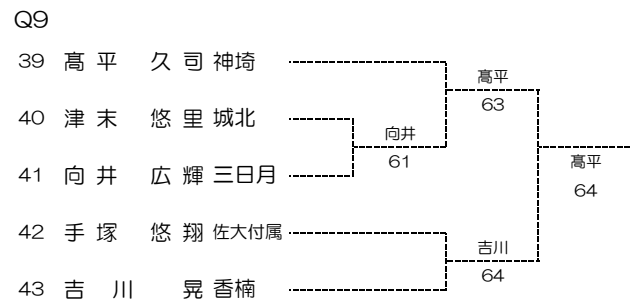 Q9
39 髙平 久司 神埼
髙平
63
40 津末 悠里 城北
向井
61
髙平
64
41 向井 広輝 三日月
42 手塚 悠翔 佐大付属
吉川
64
43 吉川 晃 香楠